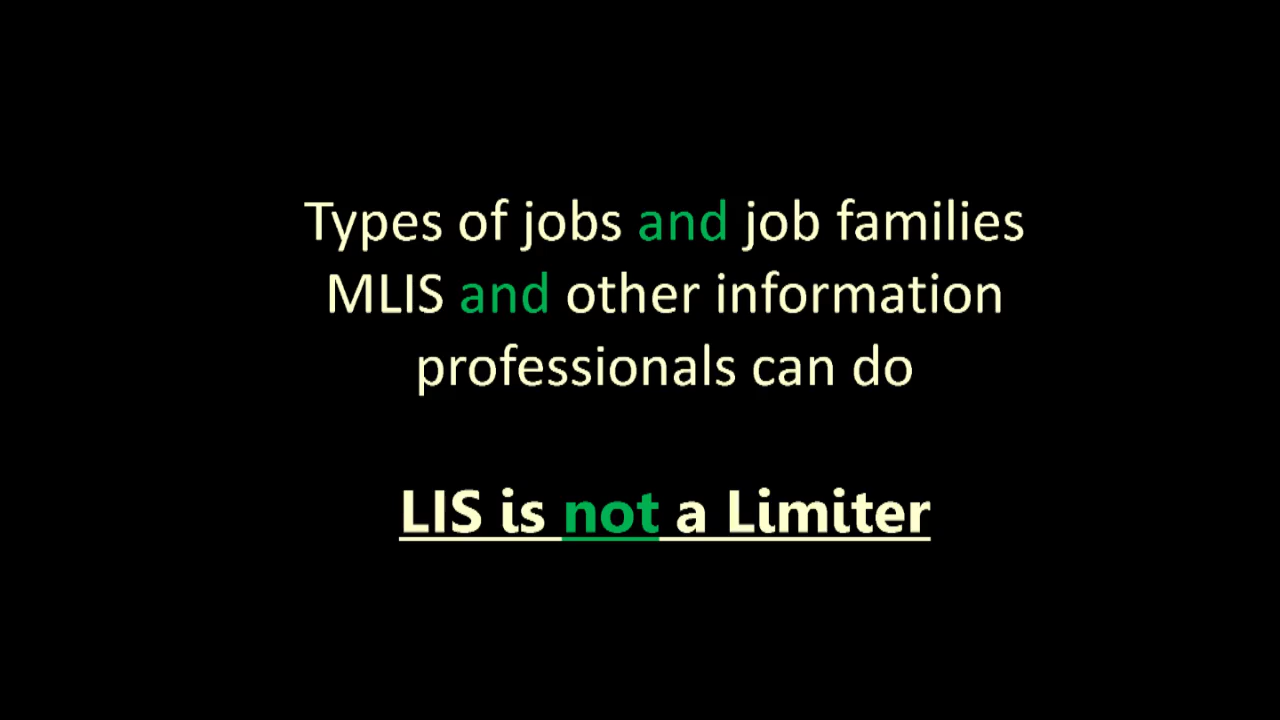 Types of jobs and job families
MLIS and other information
professionals can do
LIS is not a Limiter